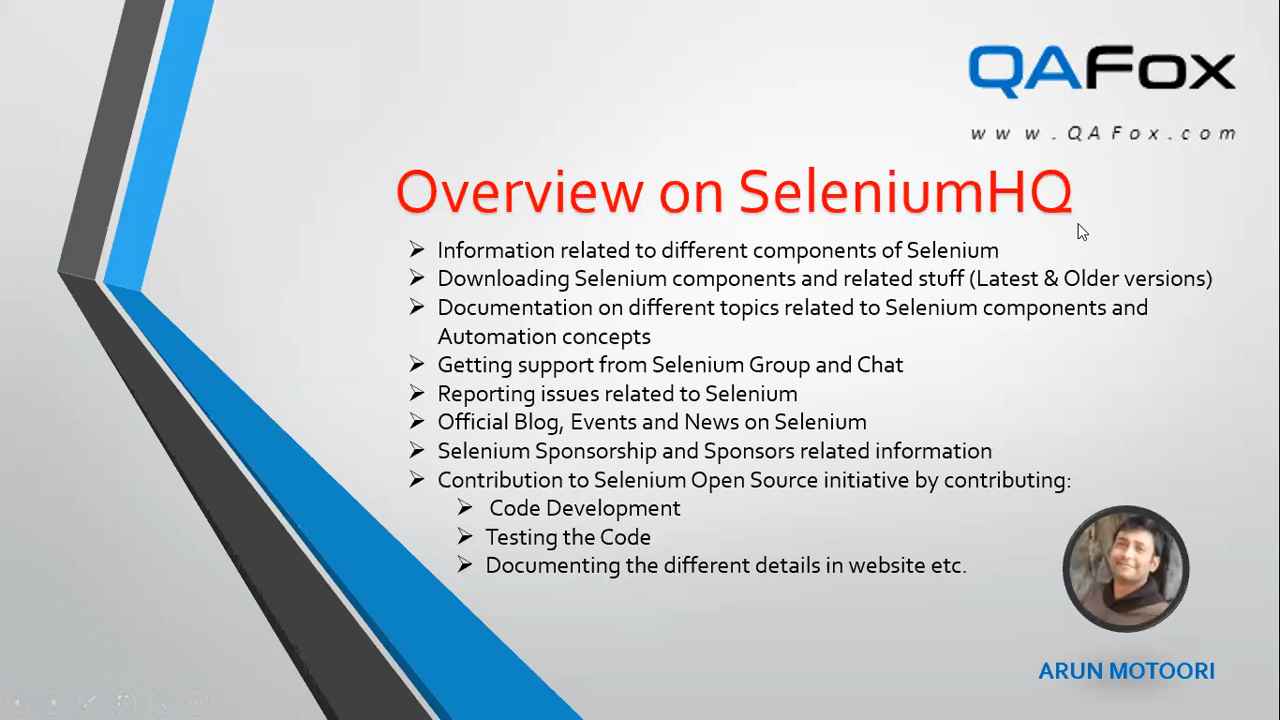 QAFox
www.QAFox.com
Overview on SeleniumHQ
➢ Information related to different components of Selenium
➢ Downloading Selenium components and related stuff (Latest & Older versions)
➢ Documentation on different topics related to Selenium components and
Automation concepts
➢ Getting support from Selenium Group and Chat
➢ Reporting issues related to Selenium
➢ Official Blog, Events and News on Selenium
➢ Selenium Sponsorship and Sponsors related information
➢ Contribution to Selenium Open Source initiative by contributing:
➢ Code Development
➢ Testing the Code
➢ Documenting the different details in website etc.
ARUN MOTOORI